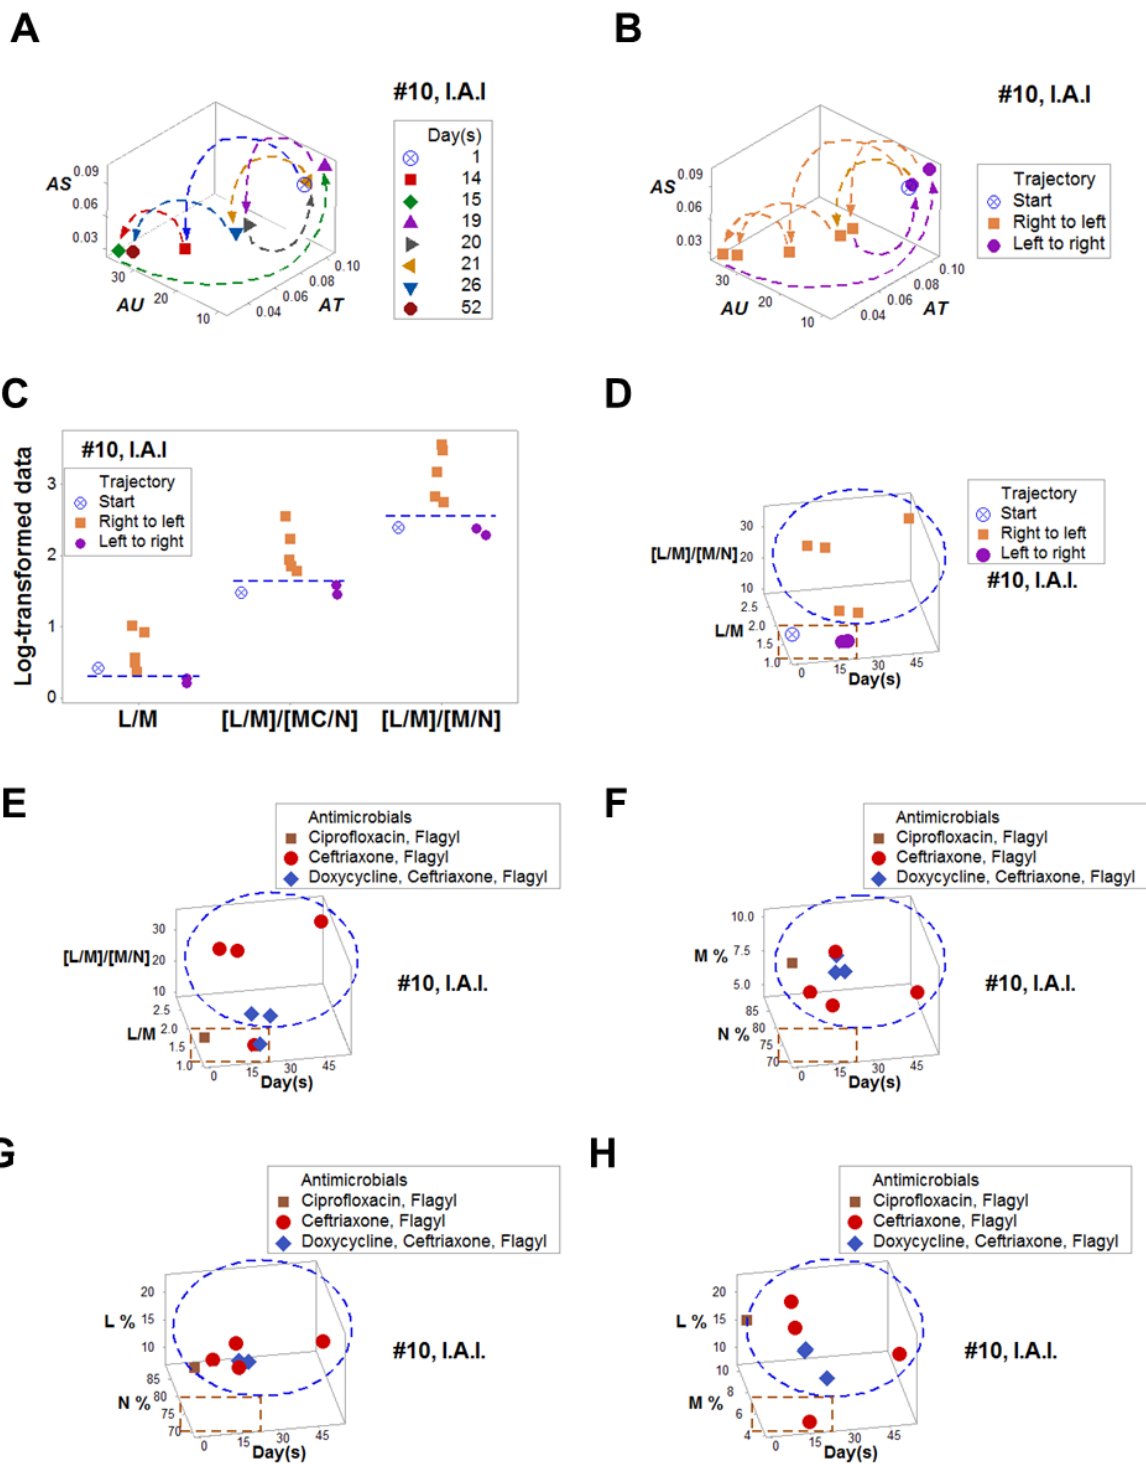 A
B
#10, I.A.I
Day(s)
1
14
15
19
20
21
26
52
AS
0.09
0.06
0.03
30
20
10
AU
0.04
0.06
0.08
0.10
AT
#10, I.A.I
Trajectory
Start
Right to left
Left to right
AS
0.09
0.06
0.03
30
20
10
AU
0.04
0.06
0.08
0.10
AT
C
D
#10, I.A.I
Trajectory
Start
Right to left
Left to right
Log-transformed data
3
2
1
0
L/M
[L/M]/[MC/N]
[L/M]/[M/N]
Trajectory
Start
Right to left
Left to right
#10, I.A.I.
[L/M]/[M/N]
30
20
10
L/M
2.5
2.0
1.5
1.0
0
15
30
45
Day(s)
E
F
Antimicrobials
Ciprofloxacin, Flagyl
Ceftriaxone, Flagyl
Doxycycline, Ceftriaxone, Flagyl
[L/M]/[M/N]
30
20
10
L/M
2.5
2.0
1.5
1.0
0
15
30
45
Day(s)
#10, I.A.I.
Antimicrobials
Ciprofloxacin, Flagyl
Ceftriaxone, Flagyl
Doxycycline, Ceftriaxone, Flagyl
M %
10.0
7.5
5.0
N %
85
80
75
70
0
15
30
45
Day(s)
#10, I.A.I.
G
H
Antimicrobials
Ciprofloxacin, Flagyl
Ceftriaxone, Flagyl
Doxycycline, Ceftriaxone, Flagyl
L %
20
15
10
N %
85
80
75
70
0
15
30
45
Day(s)
#10, I.A.I.
Antimicrobials
Ciprofloxacin, Flagyl
Ceftriaxone, Flagyl
Doxycycline, Ceftriaxone, Flagyl
L %
20
15
10
M %
10
8
6
4
0
15
30
45
Day(s)
#10, I.A.I.